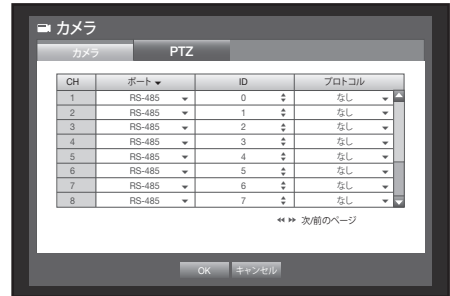 カメラ
カメラ PTZ
CH ポート ID プロトコル
1 RS-485 0 なし
2 RS-485 1 なし
3 RS-485 2 なし
4 RS-485 3 なし
5 RS-485 4 なし
6 RS-485 5 なし
7 RS-485 6 なし
8 RS-485 7 なし
次/前のページ
OK キャンセル